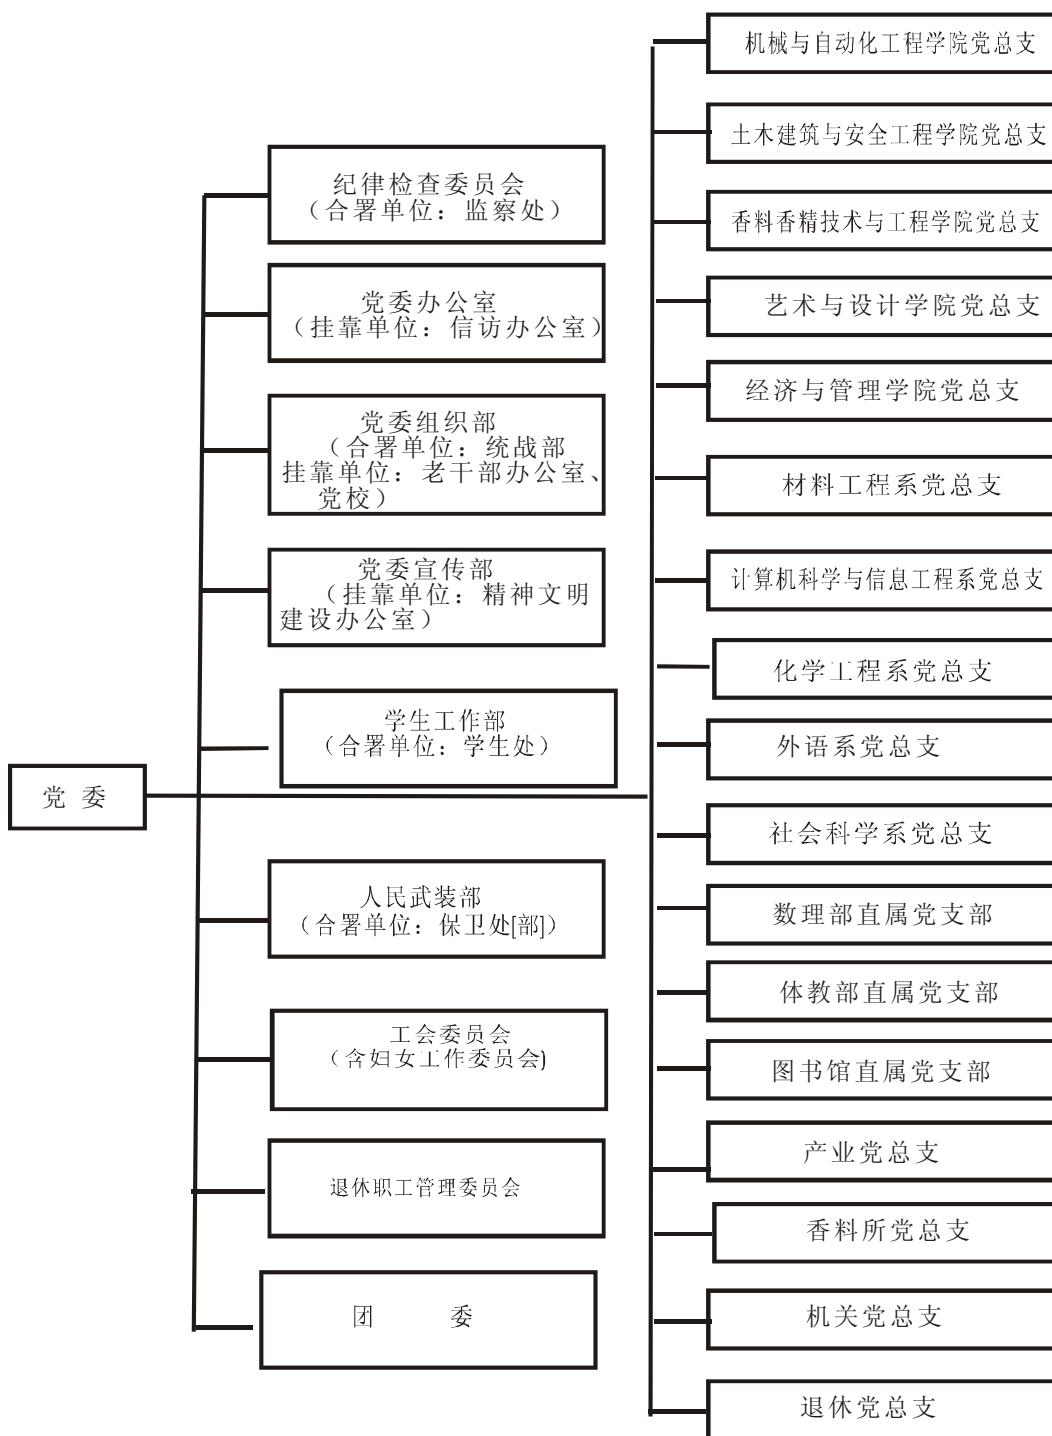 党 委
纪律检查委员会
（合署单位：监察处）
党委办公室
（挂靠单位：信访办公室）
党委组织部
（合署单位：统战部
挂靠单位：老干部办公室、
党校）
党委宣传部
（挂靠单位：精神文明
建设办公室）
学生工作部
（合署单位：学生处）
人民武装部
（合署单位：保卫处[部]）
工会委员会
（含妇女工作委员会)
退休职工管理委员会
团 委
机械与自动化工程学院党总支
土木建筑与安全工程学院党总支
香料香精技术与工程学院党总支
艺术与设计学院党总支
经济与管理学院党总支
材料工程系党总支
计算机科学与信息工程系党总支
化学工程系党总支
外语系党总支
社会科学系党总支
数理部直属党支部
体教部直属党支部
图书馆直属党支部
产业党总支
香料所党总支
机关党总支
退休党总支